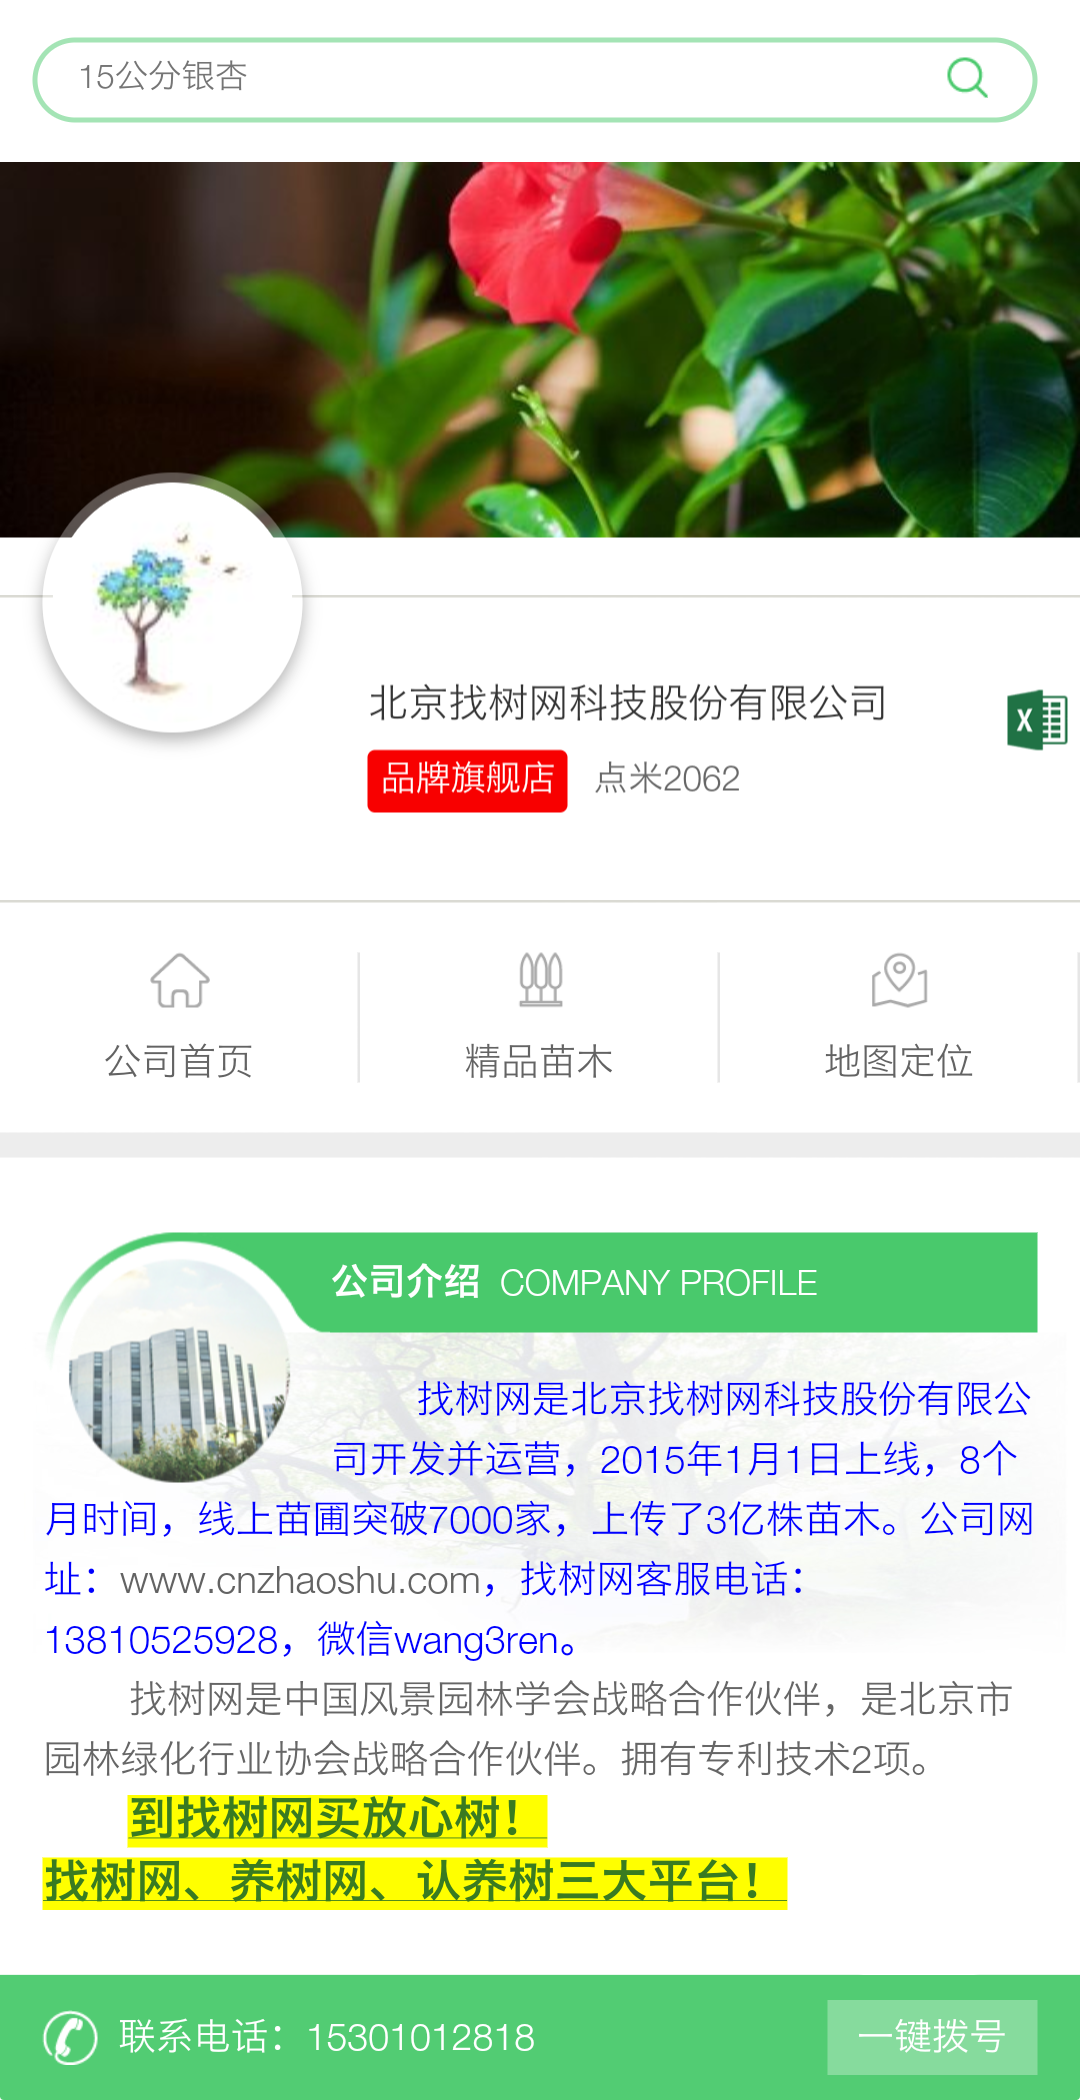 15公分银杏
北京找树网科技股份有限公司
X
品牌旗舰店 点米2062
公司首页 精品苗木 地图定位
公司介绍 COMPANY PROFILE
找树网是北京找树网科技股份有限公
司开发并运营，2015年1月1日上线，8个
月时间，线上苗圃突破7000家，上传了3亿株苗木。公司网
址：www.cnzhaoshu.com，找树网客服电话：
13810525928，微信wang3ren。
找树网是中国风景园林学会战略合作伙伴，是北京市
园林绿化行业协会战略合作伙伴。拥有专利技术2项。
到找树网买放心树！
找树网、养树网、认养树三大平台！
联系电话：15301012818 一键拨号